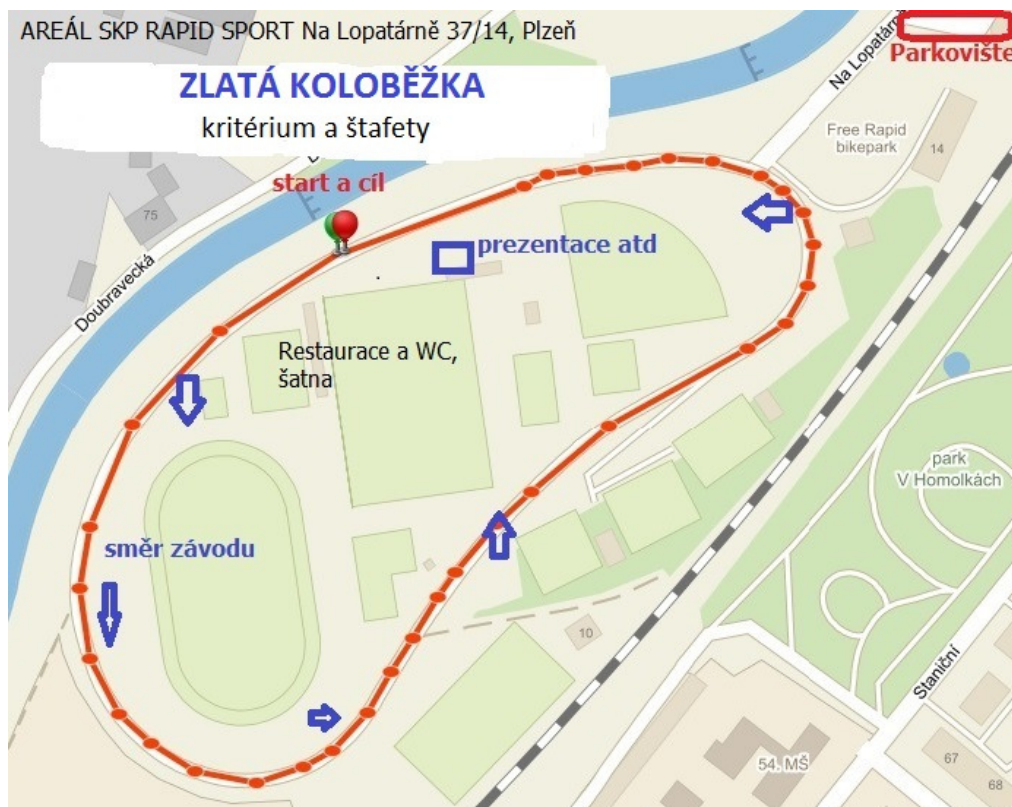 AREÁL SKP RAPID SPORT Na Lopatárně 37/14, Plzeň
ZLATÁ KOLOBĚŽKA
kritérium a štafety
Na Lopatárně
Parkoviště
Free Rapid
bikepark
14
start a cíl
75
prezentace atd
Doubravecká
Restaurace a WC,
šatna
park
V Homolkách
směr závodu
10
Staniční
54. MŠ
67
68